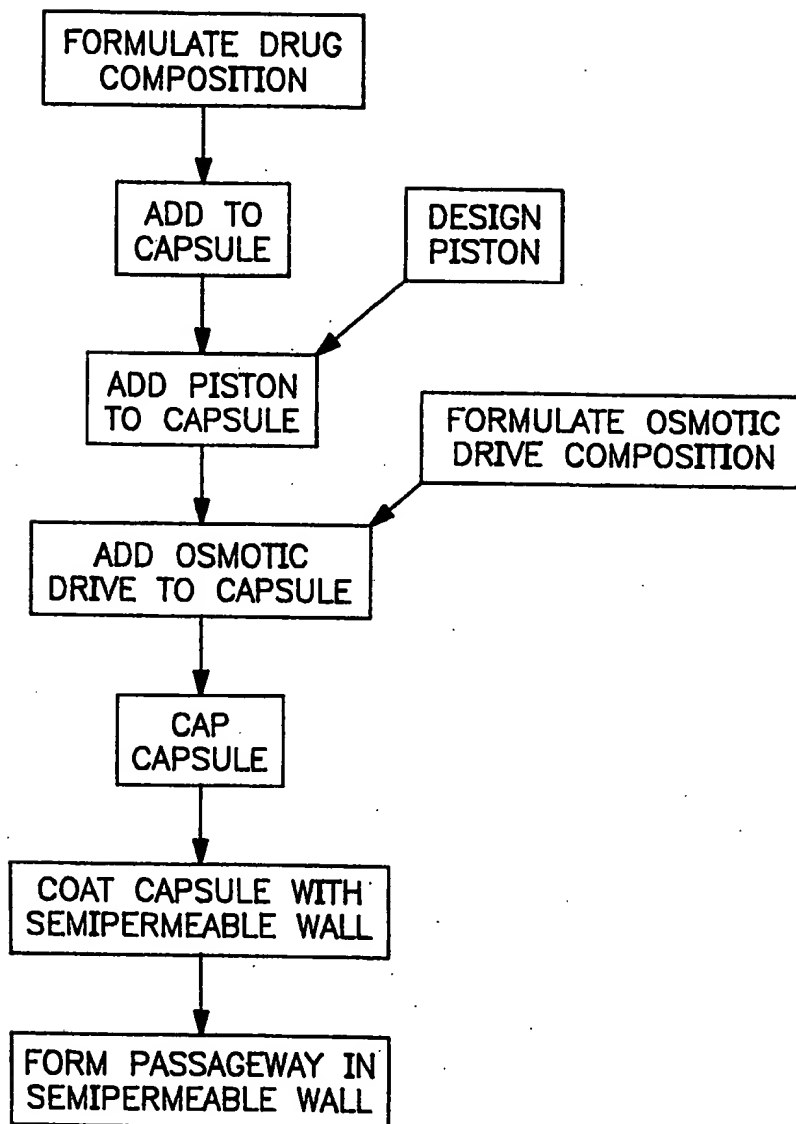 FORMULATE DRUG
COMPOSITION
ADD TO
CAPSULE
DESIGN
PISTON
ADD PISTON
TO CAPSULE
FORMULATE OSMOTIC
DRIVE COMPOSITION
ADD OSMOTIC
DRIVE TO CAPSULE
CAP
CAPSULE
COAT CAPSULE WITH
SEMIPERMEABLE WALL
FORM PASSAGEWAY IN
SEMIPERMEABLE WALL